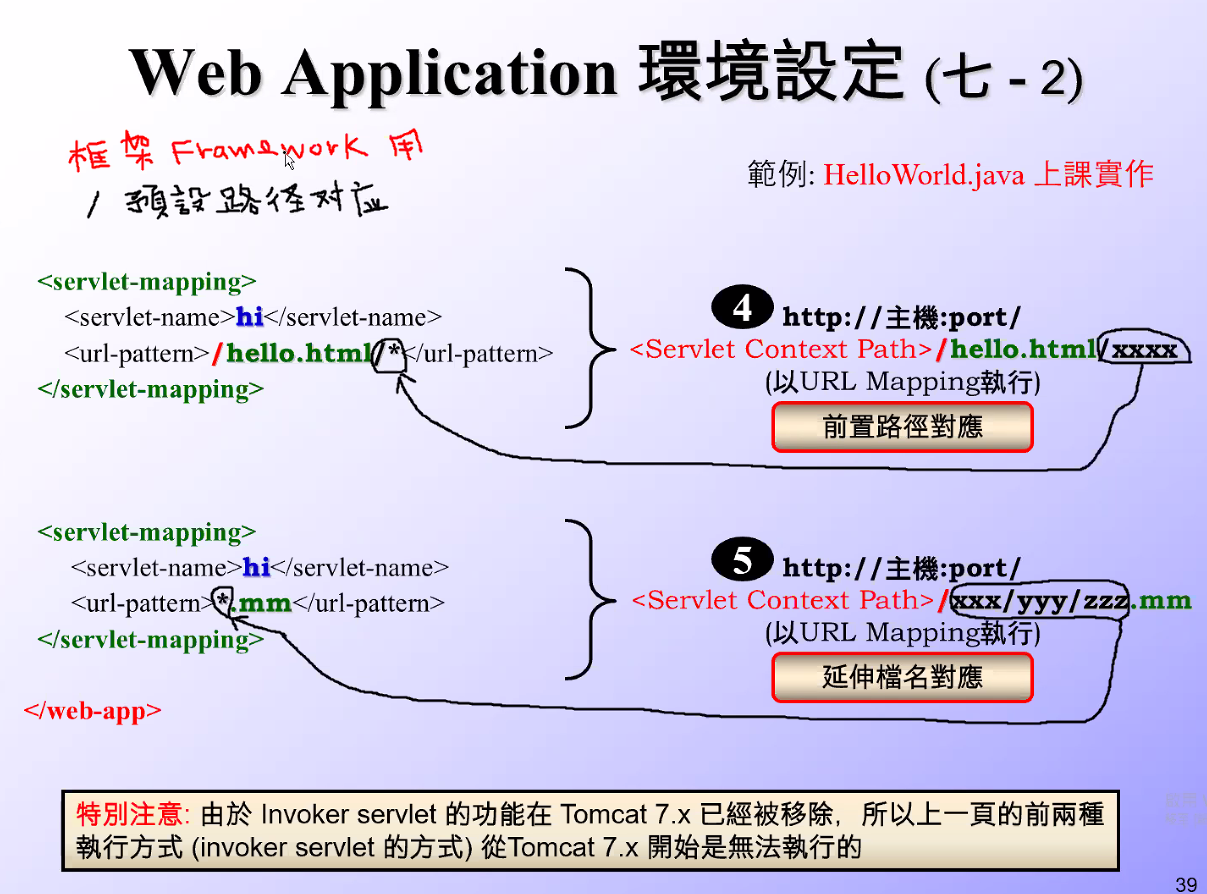 Web Application 環境設定 (七 - 2)
框架 Framework 用
/ 預設路径对应
範例: HelloWorld.java 上課實作
<servlet-mapping>
<servlet-name>hi</servlet-name>
<url-pattern>/hello.html/*</url-pattern>
</servlet-mapping>
4 http://主機:port/
<Servlet Context Path>/hello.html/xxxx
(以URL Mapping執行)
前置路徑對應
<servlet-mapping>
<servlet-name>hi</servlet-name>
<url-pattern>*.mm</url-pattern>
</servlet-mapping>
5 http://主機:port/
<Servlet Context Path>/xxx/yyy/zzz.mm
(以URL Mapping執行)
延伸檔名對應
</web-app>
特別注意: 由於 Invoker servlet 的功能在 Tomcat 7.x 已經被移除，所以上一頁的前兩種
執行方式 (invoker servlet 的方式) 從Tomcat 7.x 開始是無法執行的
39